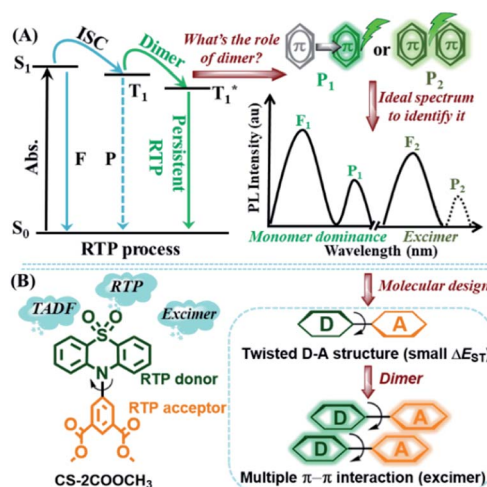 (A)
ISC
Dimer
What's the role
of dimer?
π
π
or
π
π
P1
P2
S1
T1
T1*
Abs.
F
P
Persistent
RTP
S0
RTP process
Ideal spectrum
to identify it
PL Intensity (au)
F1
P1
F2
P2
Monomer dominance
Excimer
Wavelength (nm)
(B)
TADF
RTP
Excimer
O
O
S
N
RTP donor
RTP acceptor
O
O
O
O
CS-2COOCH3
Molecular design
D
A
Twisted D-A structure (small ΔEST)
Dimer
D
A
D
A
Multiple π–π interaction (excimer)